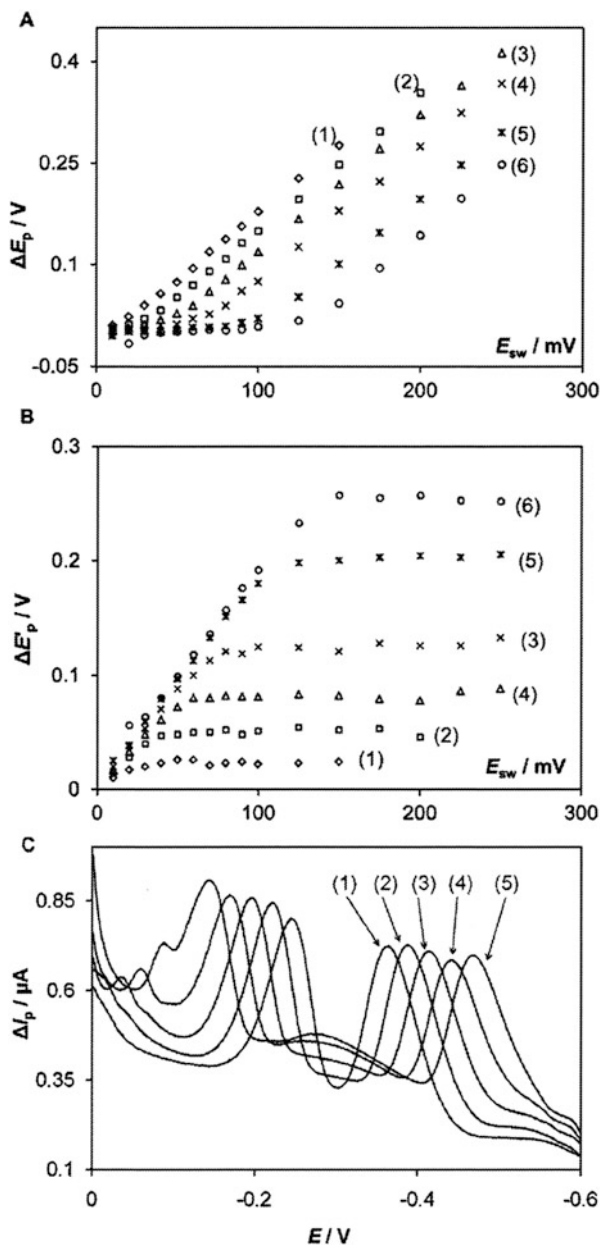 A
0.4
(3)
(2)
(4)
(1)
0.25
(5)
(6)
ΔEp / V
0.1
Esw / mV
-0.05
0 100 200 300
B
0.3
(6)
0.2
(5)
ΔE'p / V
(3)
0.1
(4)
(2)
(1)
Esw / mV
0
0 100 200 300
C
0.85
(1) (2) (3) (4) (5)
0.6
ΔIp / µA
0.35
0.1
0 -0.2 -0.4 -0.6
E / V